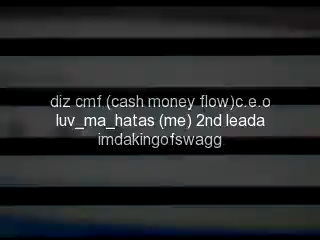 diz cmf (cash money flow)c.e.o
luv_ma_hatas (me) 2nd leada
imdakingofswagg